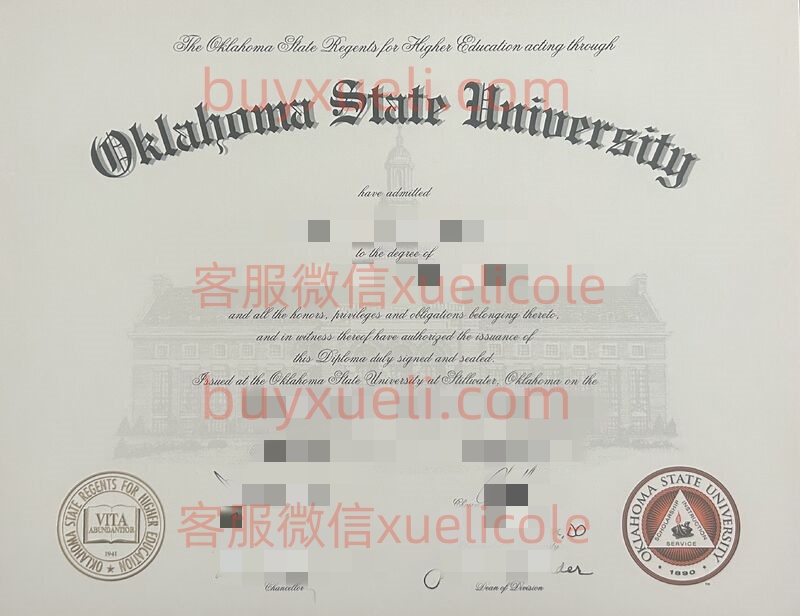 The Oklahoma State Regents for Higher Education acting through
buyxueli.com
Oklahoma State University
have admitted
to the degree of
客服微信xuelicole
and all the honors, privileges and obligations belonging thereto,
and in witness thereof have authorized the issuance of
this Diploma duly signed and sealed.
Issued at the Oklahoma State University at Stillwater, Oklahoma on the
buyxueli.com
OKLAHOMA STATE REGENTS FOR HIGHER EDUCATION
VITA
ABUNDANTIOR
1941
客服微信xuelicole
OKLAHOMA STATE UNIVERSITY
SCHOLARSHIP
INSTRUCTION
SERVICE
• 1890 •
Chancellor
Dean of Division